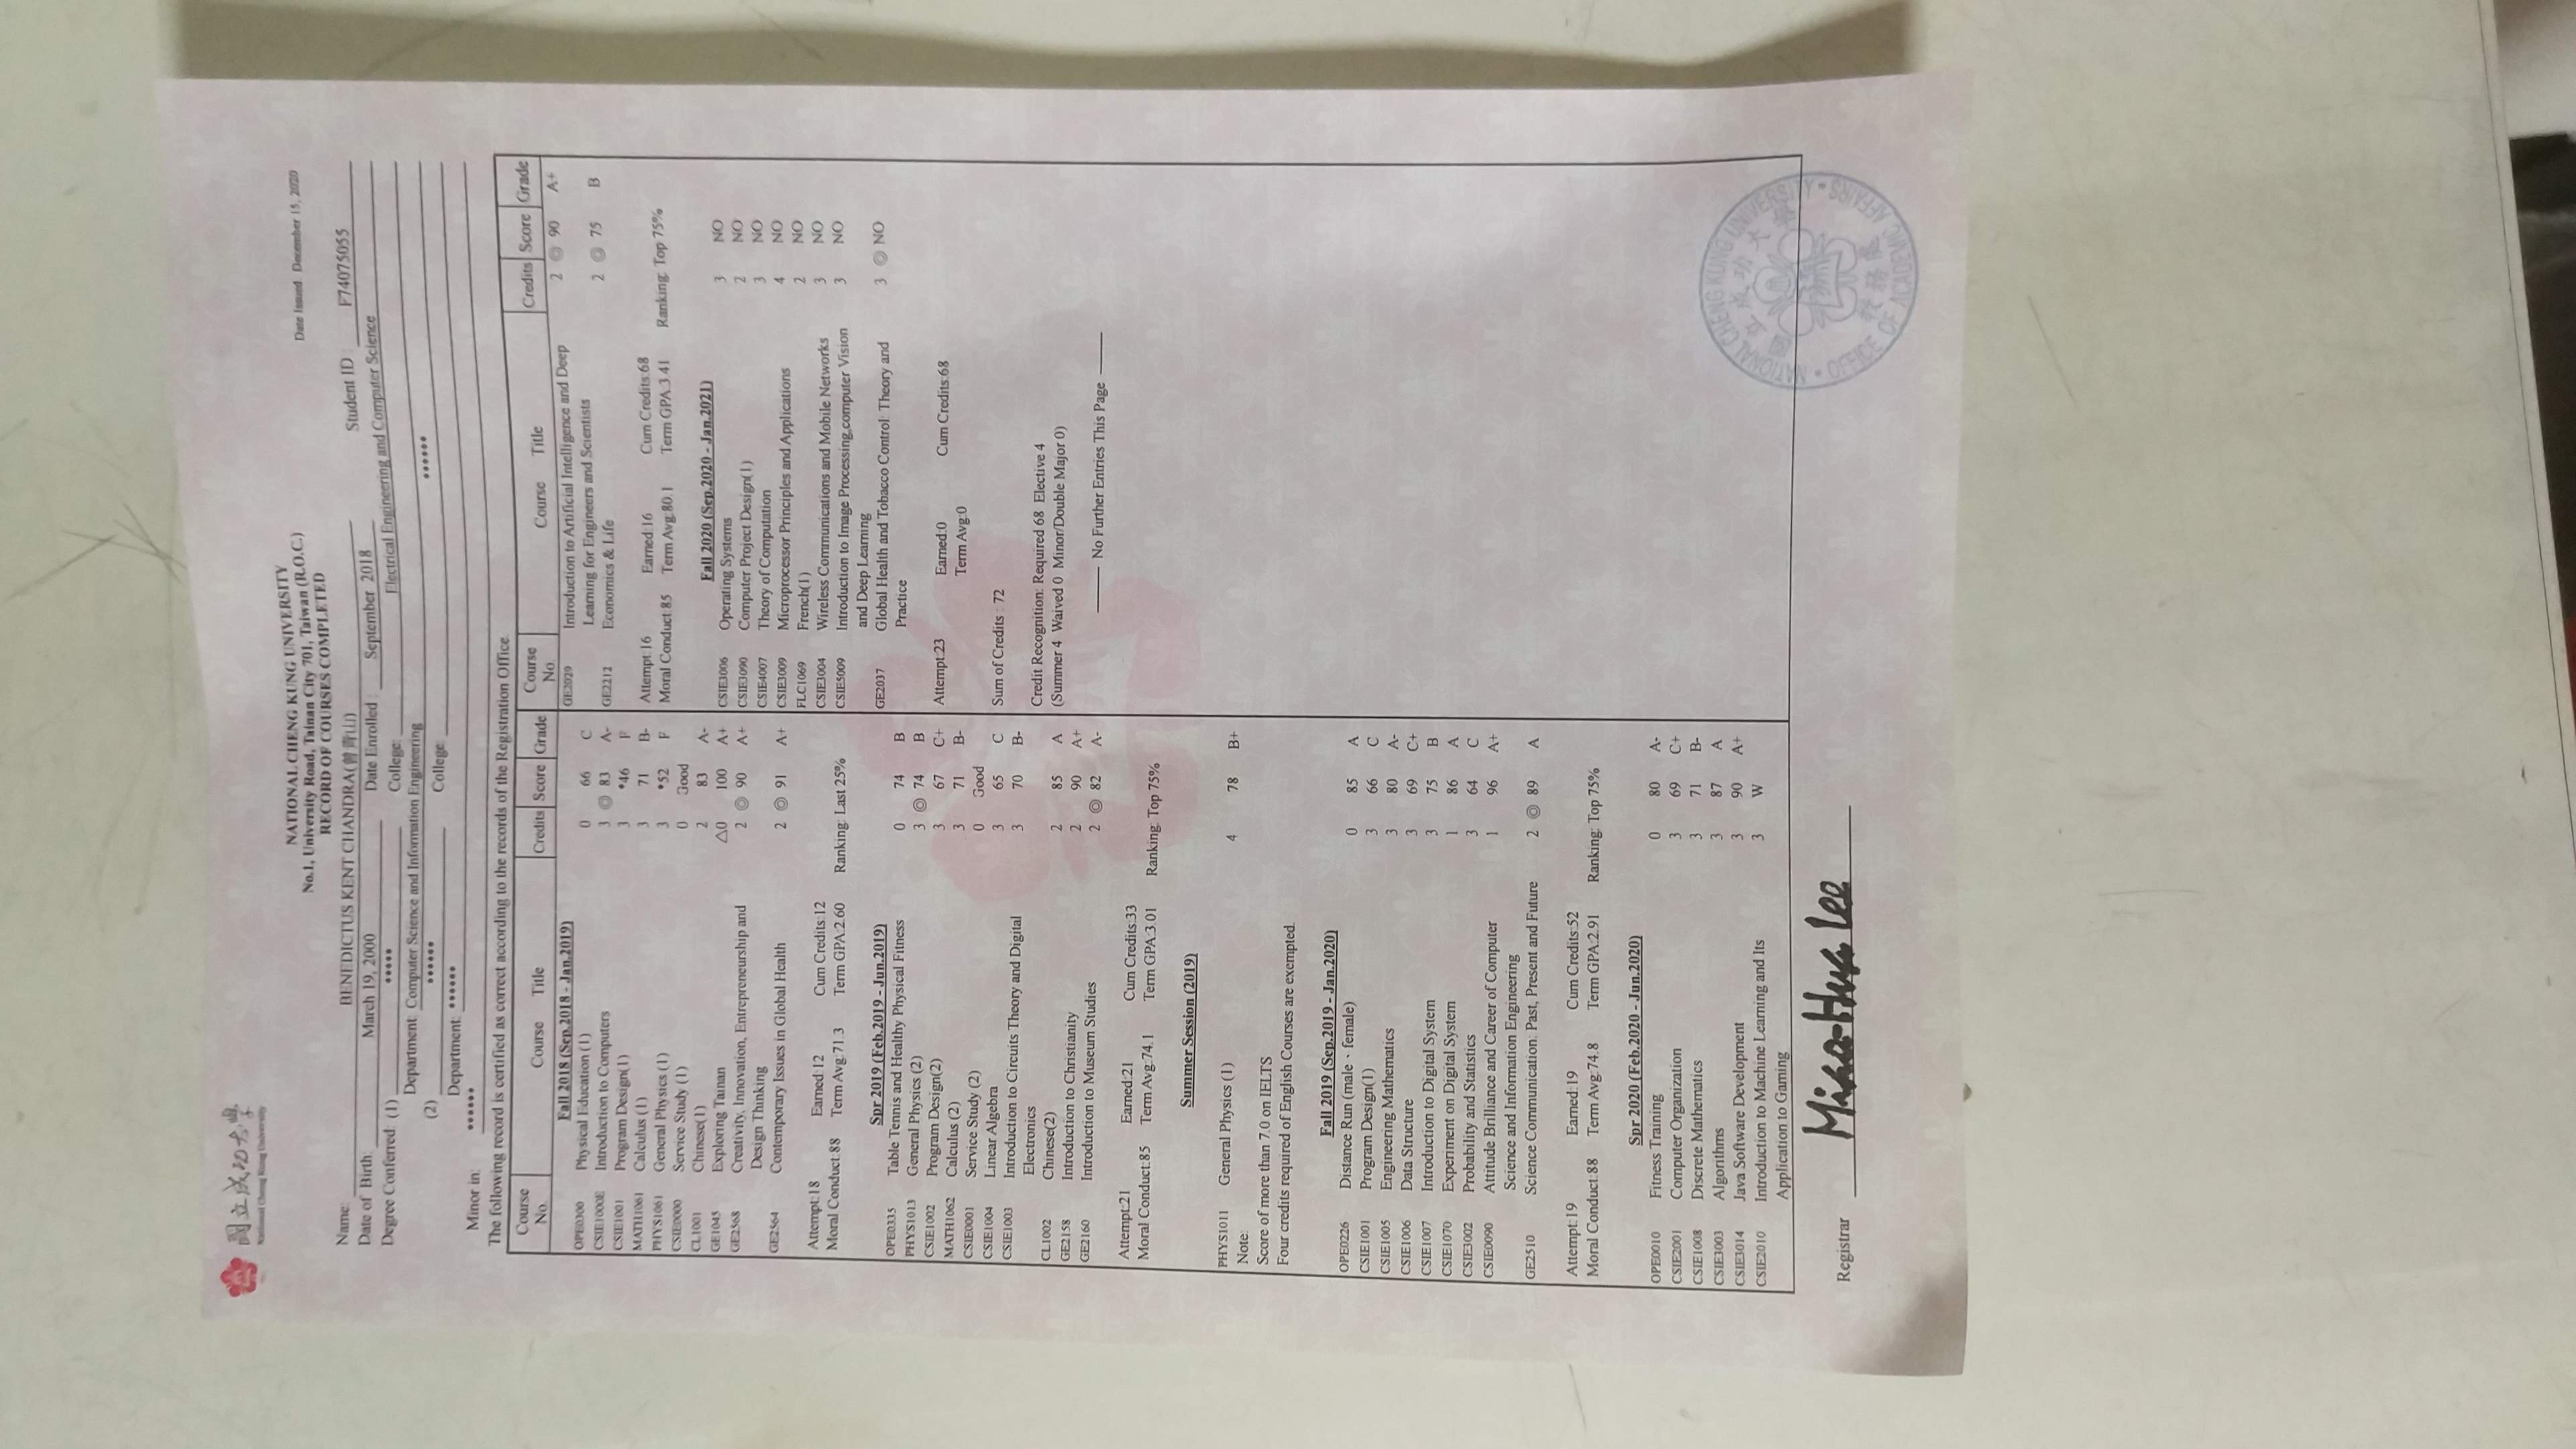 國立成功大學
National Cheng Kung University
NATIONAL CHENG KUNG UNIVERSITY
No.1, University Road, Tai, Tainan City 701, Taiwan (R.O.C.)
RECORD OF COURSES COMPLETED
Date Issued: December 15, 2020
Name: BENEDICTUS KENT CHANDRA(曾青山) Student ID : F74075055
Date of Birth: March 19, 2000 Date Enrolled : September 2018
Degree Conferred : (1) ***** College: Electrical Engineering and Computer Science
Department: Computer Science and Information Engineering
(2) ***** College: *****
Department: ******
Minor in: ******
The following record is certified as correct according to the records of the Registration Office.
Course No. Course Title Credits Score Grade
Fall 2018 (Sep.2018 - Jan.2019)
OPE0300 Physical Education (1) 0 66 C
CSIE1000E Introduction to Computers 3 ◎ 83 A-
CSIE1001 Program Design(1) 3 *46 F
MATH1061 Calculus (1) 3 71 B-
PHYS1061 General Physics (1) 3 *52 F
CSIE0000 Service Study (1) 0 Good
CL1001 Chinese(1) 2 83 A-
GE1045 Exploring Tainan △0 100 A+
GE2568 Creativity, Innovation, Entrepreneurship and 2 ◎ 90 A+
Design Thinking
GE2564 Contemporary Issues in Global Health 2 ◎ 91 A+
Attempt:18 Earned:12 Cum Credits:12
Moral Conduct:88 Term Avg:71.3 Term GPA:2.60 Ranking: Last 25%
Spr 2019 (Feb.2019 - Jun.2019)
OPE0335 Table Tennis and Healthy Physical Fitness 0 74 B
PHYS1013 General Physics (2) 3 ◎ 74 B
CSIE1002 Program Design(2) 3 67 C+
MATH1062 Calculus (2) 3 71 B-
CSIE0001 Service Study (2) 0 Good
CSIE1004 Linear Algebra 3 65 C
CSIE1003 Introduction to Circuits Theory and Digital 3 70 B-
Electronics
CL1002 Chinese(2) 2 85 A
GE2158 Introduction to Christianity 2 90 A+
GE2160 Introduction to Museum Studies 2 ◎ 82 A-
Attempt:21 Earned:21 Cum Credits:33
Moral Conduct:85 Term Avg:74.1 Term GPA:3.01 Ranking: Top 75%
Summer Session (2019)
PHYS1011 General Physics (1) 4 78 B+
Note:
Score of more than 7.0 on IELTS
Four credits required of English Courses are exempted.
Fall 2019 (Sep.2019 - Jan.2020)
OPE0226 Distance Run (male、female) 0 85 A
CSIE1001 Program Design(1) 3 66 C
CSIE1005 Engineering Mathematics 3 80 A-
CSIE1006 Data Structure 3 69 C+
CSIE1007 Introduction to Digital System 3 75 B
CSIE1070 Experiment on Digital System 1 86 A
CSIE3002 Probability and Statistics 3 64 C
CSIE0090 Attitude Brilliance and Career of Computer 1 96 A+
Science and Information Engineering
GE2510 Science Communication: Past, Present and Future 2 ◎ 89 A
Attempt:19 Earned:19 Cum Credits:52
Moral Conduct:88 Term Avg:74.8 Term GPA:2.91 Ranking: Top 75%
Spr 2020 (Feb.2020 - Jun.2020)
OPE0010 Fitness Training 0 80 A-
CSIE2001 Computer Organization 3 69 C+
CSIE1008 Discrete Mathematics 3 71 B-
CSIE3003 Algorithms 3 87 A
CSIE3014 Java Software Development 3 90 A+
CSIE2010 Introduction to Machine Learning and Its 3 W
Application to Gaming
Course No. Course Title Credits Score Grade
GE2029 Introduction to Artificial Intelligence and Deep 2 ◎ 90 A+
Learning for Engineers and Scientists
GE2212 Economics & Life 2 ◎ 75 B
Attempt:16 Earned:16 Cum Credits:68
Moral Conduct:85 Term Avg:80.1 Term GPA:3.41 Ranking: Top 75%
Fall 2020 (Sep.2020 - Jan.2021)
CSIE3006 Operating Systems 3 NO
CSIE3090 Computer Project Design(1) 2 NO
CSIE4007 Theory of Computation 3 NO
CSIE3009 Microprocessor Principles and Applications 4 NO
FLC1069 French(1) 2 NO
CSIE3004 Wireless Communications and Mobile Networks 3 NO
CSIE5009 Introduction to Image Processing,computer Vision 3 NO
and Deep Learning
GE2037 Global Health and Tobacco Control: Theory and 3 ◎ NO
Practice
Attempt:23 Earned:0 Cum Credits:68
Term Avg:0
Sum of Credits : 72
Credit Recognition: Required 68 Elective 4
(Summer 4 Waived 0 Minor/Double Major 0)
—— No Further Entries This Page ——
NATIONAL CHENG KUNG UNIVERSITY • OFFICE OF ACADEMIC AFFAIRS •
國立成功大學
教務處
Registrar Miaa-Hua Lee